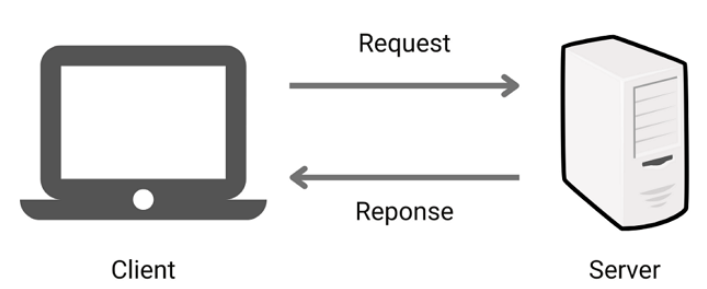 Request
Reponse
Client
Server